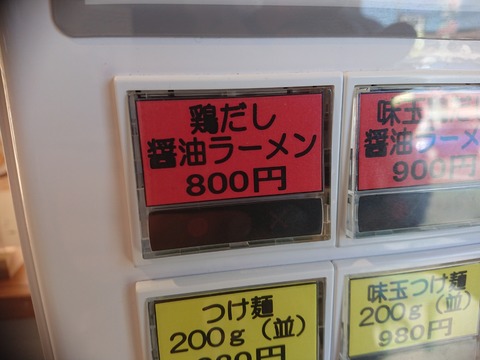 鶏だし
醤油ラーメン
800円
味玉
醤油ラーメ
900円
つけ麺
200g(並)
味玉つけ麺
200g(並)
980円